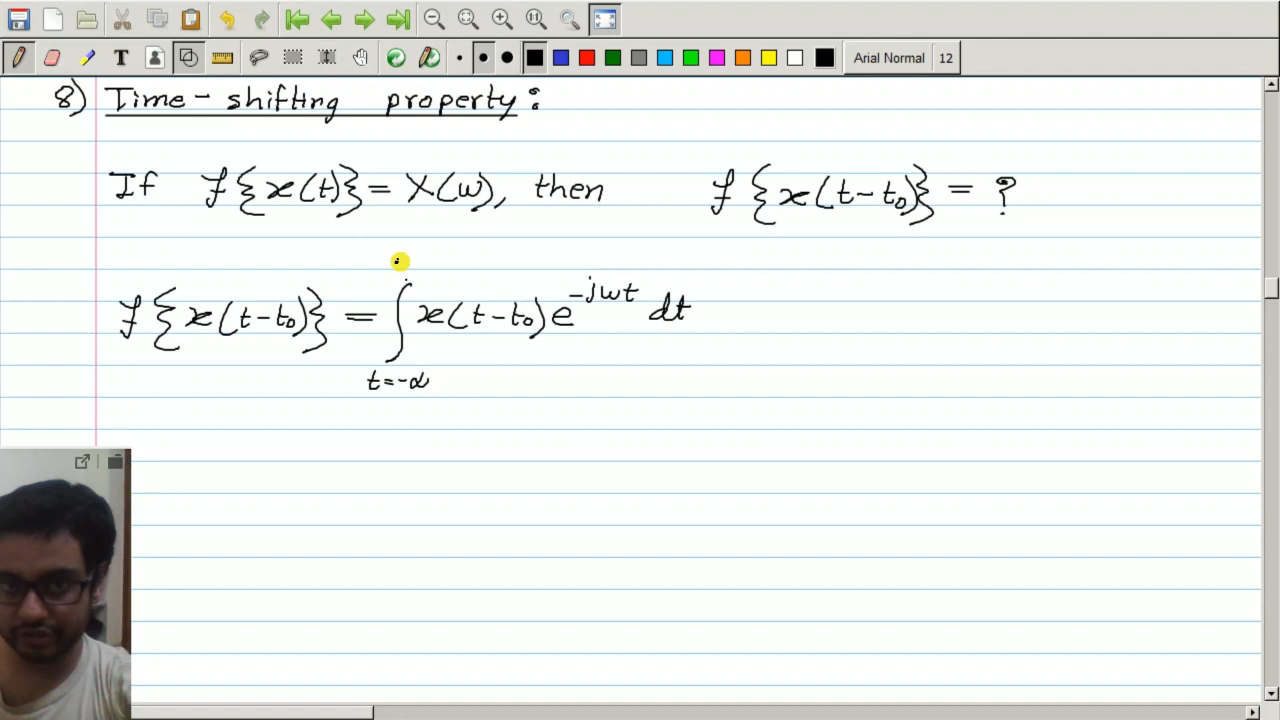 Arial Normal 12
8) Time-shifting property:
If ℱ{x(t)} = X(ω), then ℱ{x(t-t₀)} = ?
ℱ{x(t-t₀)} = ∫ x(t-t₀) e^-jωt dt
t=-∞